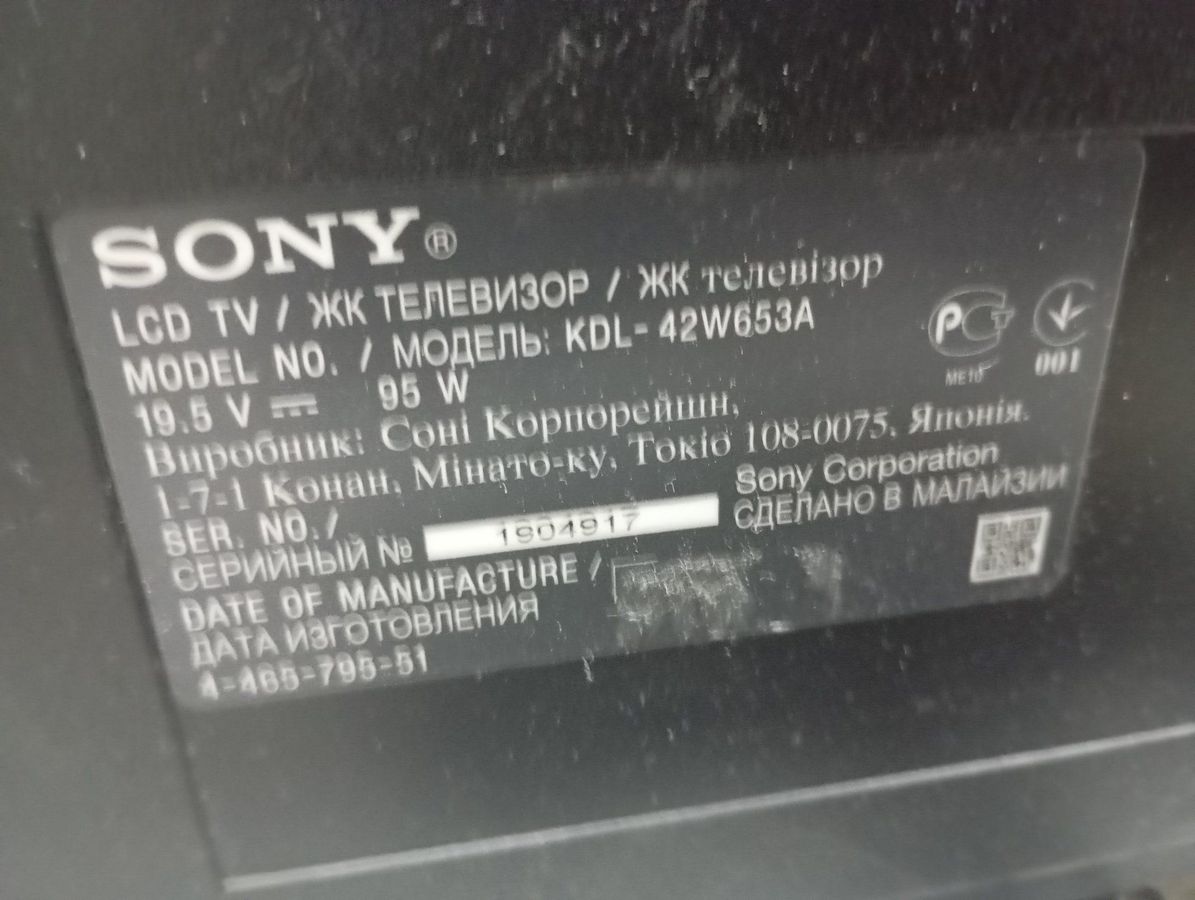 SONY®
LCD TV / ЖК ТЕЛЕВИЗОР / ЖК телевізор
MODEL NO. / МОДЕЛЬ: KDL-42W653A
19.5 V 95 W
Виробник: Соні Корпорейшн,
1-7-1 Конан, Мінато-ку, Токіо 108-0075, Японія.
SER. NO./
СЕРИЙНЫЙ № 1904917
Sony Corporation
СДЕЛАНО В МАЛАЙЗИИ
DATE OF MANUFACTURE /
ДАТА ИЗГОТОВЛЕНИЯ
4-465-795-51
РСТ
001